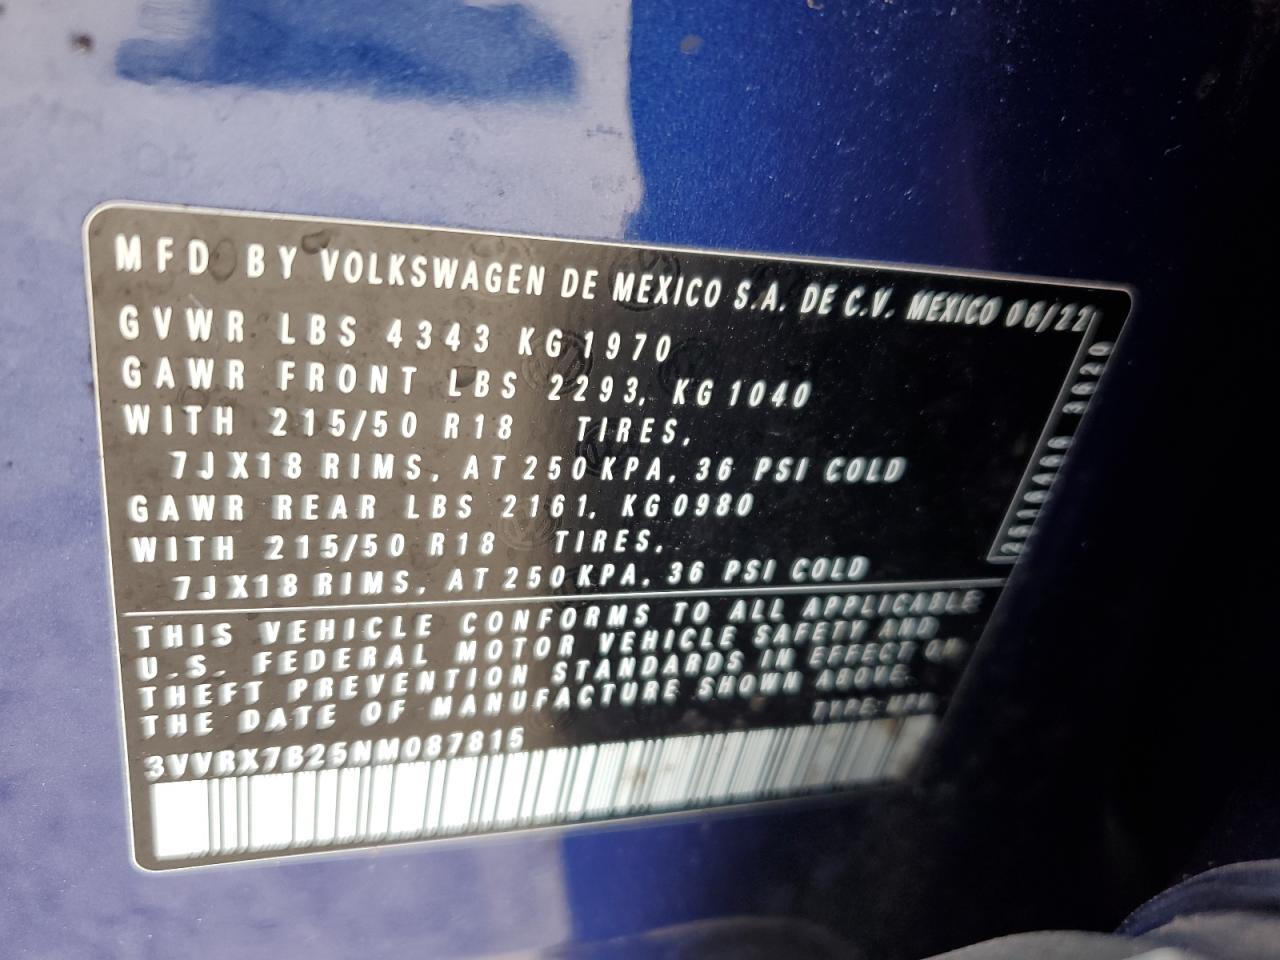 MFD BY VOLKSWAGEN DE MEXICO S.A. DE C.V. MEXICO 06/22
GVWR LBS 4343 KG 1970
GAWR FRONT LBS 2293, KG 1040
WITH 215/50 R18 TIRES,
7JX18 RIMS, AT 250 KPA, 36 PSI COLD
GAWR REAR LBS 2161, KG 0980
WITH 215/50 R18 TIRES,
7JX18 RIMS, AT 250 KPA, 36 PSI COLD
THIS VEHICLE CONFORMS TO ALL APPLICABLE
U.S. FEDERAL MOTOR VEHICLE SAFETY AND
THEFT PREVENTION STANDARDS IN EFFECT ON
THE DATE OF MANUFACTURE SHOWN ABOVE.
TYPE: MPV
3VVRX7B25NM087815